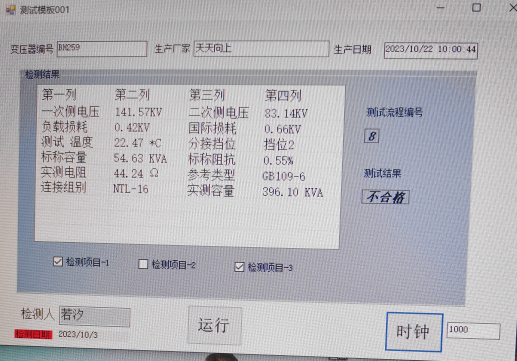 测试模板001
变压器编号 BM259 生产厂家 天天向上 生产日期 2023/10/22 10:00:44
检测结果
第一列 第二列 第三列 第四列
一次侧电压 141.57KV 二次侧电压 83.14KV
负载损耗 0.42KV 国际损耗 0.66KV
测试 温度 22.47 *C 分接挡位 挡位2
标称容量 54.63 KVA 标称阻抗 0.55%
实测电阻 44.24 Ω 参考类型 GB109-6
连接组别 NTL-16 实测容量 396.10 KVA
测试流程编号
8
测试结果
不合格
检测项目-1 检测项目-2 检测项目-3
检测人 若汐
检测日期 2023/10/3
运行
时钟
1000